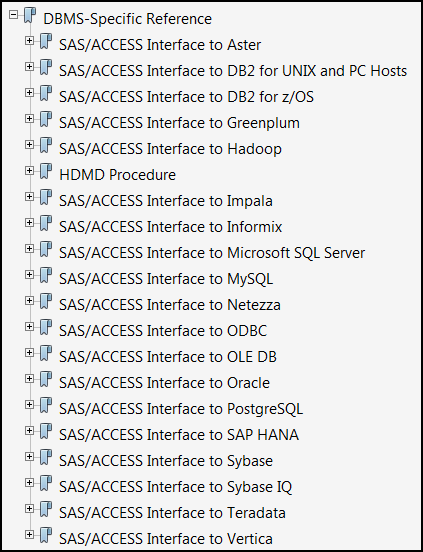 DBMS-Specific Reference
SAS/ACCESS Interface to Aster
SAS/ACCESS Interface to DB2 for UNIX and PC Hosts
SAS/ACCESS Interface to DB2 for z/OS
SAS/ACCESS Interface to Greenplum
SAS/ACCESS Interface to Hadoop
HDMD Procedure
SAS/ACCESS Interface to Impala
SAS/ACCESS Interface to Informix
SAS/ACCESS Interface to Microsoft SQL Server
SAS/ACCESS Interface to MySQL
SAS/ACCESS Interface to Netezza
SAS/ACCESS Interface to ODBC
SAS/ACCESS Interface to OLE DB
SAS/ACCESS Interface to Oracle
SAS/ACCESS Interface to PostgreSQL
SAS/ACCESS Interface to SAP HANA
SAS/ACCESS Interface to Sybase
SAS/ACCESS Interface to Sybase IQ
SAS/ACCESS Interface to Teradata
SAS/ACCESS Interface to Vertica